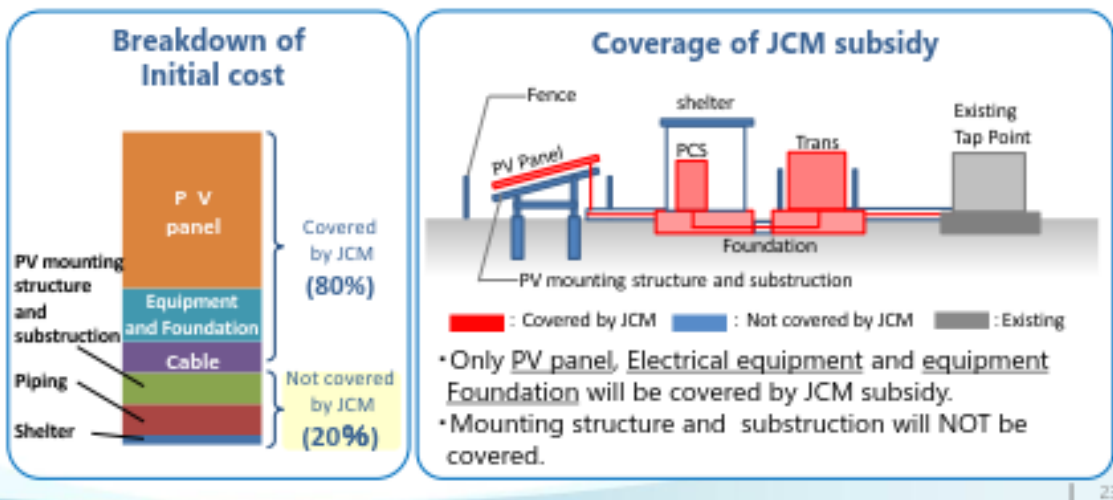 Breakdown of
Initial cost
P V
panel
Equipment
and Foundation
Cable
PV mounting
structure
and
substruction
Piping
Shelter
Covered
by JCM
(80%)
Not covered
by JCM
(20%)
Coverage of JCM subsidy
Fence
PV Panel
shelter
PCS
Trans
Existing
Tap Point
Foundation
PV mounting structure and substruction
: Covered by JCM
: Not covered by JCM
: Existing
・Only PV panel, Electrical equipment and equipment
Foundation will be covered by JCM subsidy.
・Mounting structure and substruction will NOT be
covered.